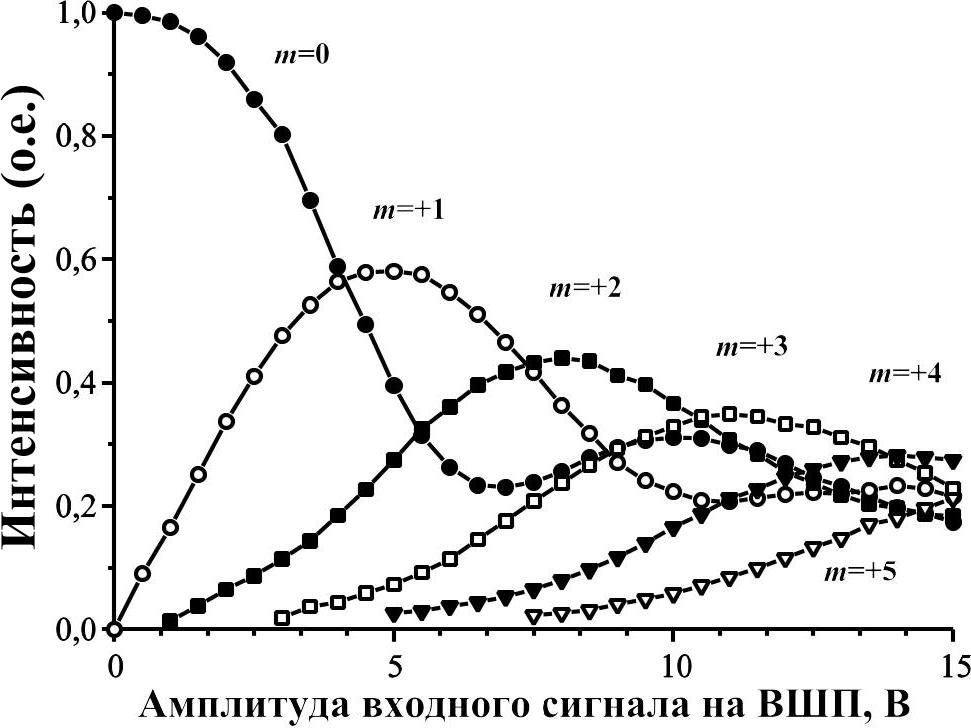 1,0
0,8
0,6
0,4
0,2
0,0
Интенсивность (о.е.)
m=0
m=+1
m=+2
m=+3
m=+4
m=+5
0
5
10
15
Амплитуда входного сигнала на ВШП, В